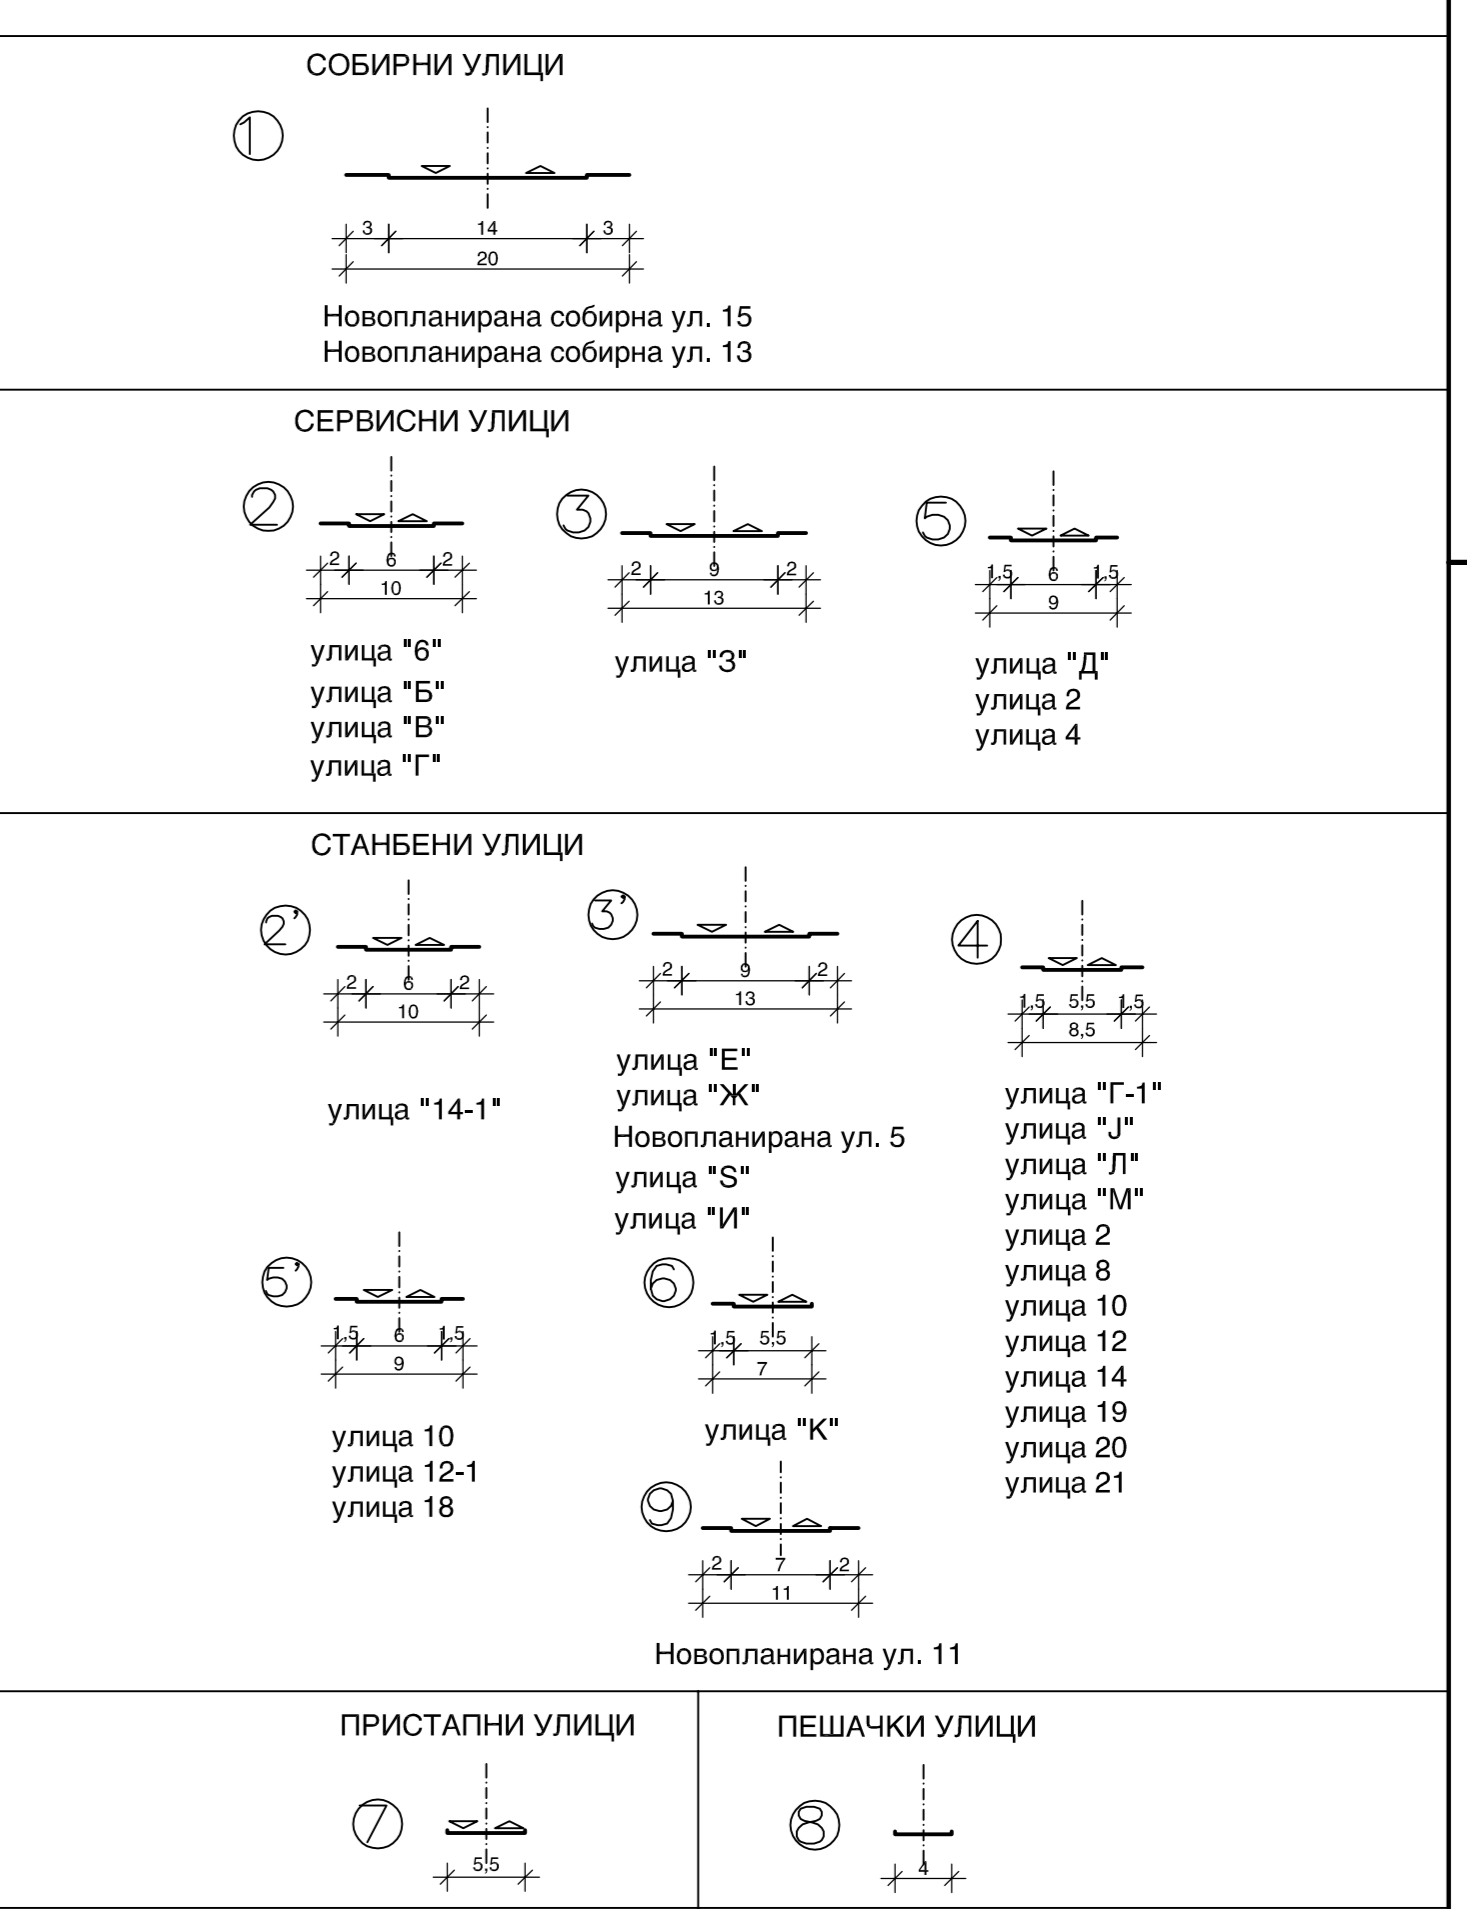 СОБИРНИ УЛИЦИ
1
3 14 3
20
Новопланирана собирна ул. 15
Новопланирана собирна ул. 13
СЕРВИСНИ УЛИЦИ
2
2 6 2
10
улица "6"
улица "Б"
улица "В"
улица "Г"
3
2 9 2
13
улица "З"
5
1,5 6 1,5
9
улица "Д"
улица 2
улица 4
СТАНБЕНИ УЛИЦИ
2'
2 6 2
10
улица "14-1"
3'
2 9 2
13
улица "Е"
улица "Ж"
Новопланирана ул. 5
улица "Ѕ"
улица "И"
4
1,5 5,5 1,5
8,5
улица "Г-1"
улица "Ј"
улица "Л"
улица "М"
улица 2
улица 8
улица 10
улица 12
улица 14
улица 19
улица 20
улица 21
5'
1,5 6 1,5
9
улица 10
улица 12-1
улица 18
6
1,5 5,5
7
улица "К"
9
2 7 2
11
Новопланирана ул. 11
ПРИСТАПНИ УЛИЦИ
7
5,5
ПЕШАЧКИ УЛИЦИ
8
4